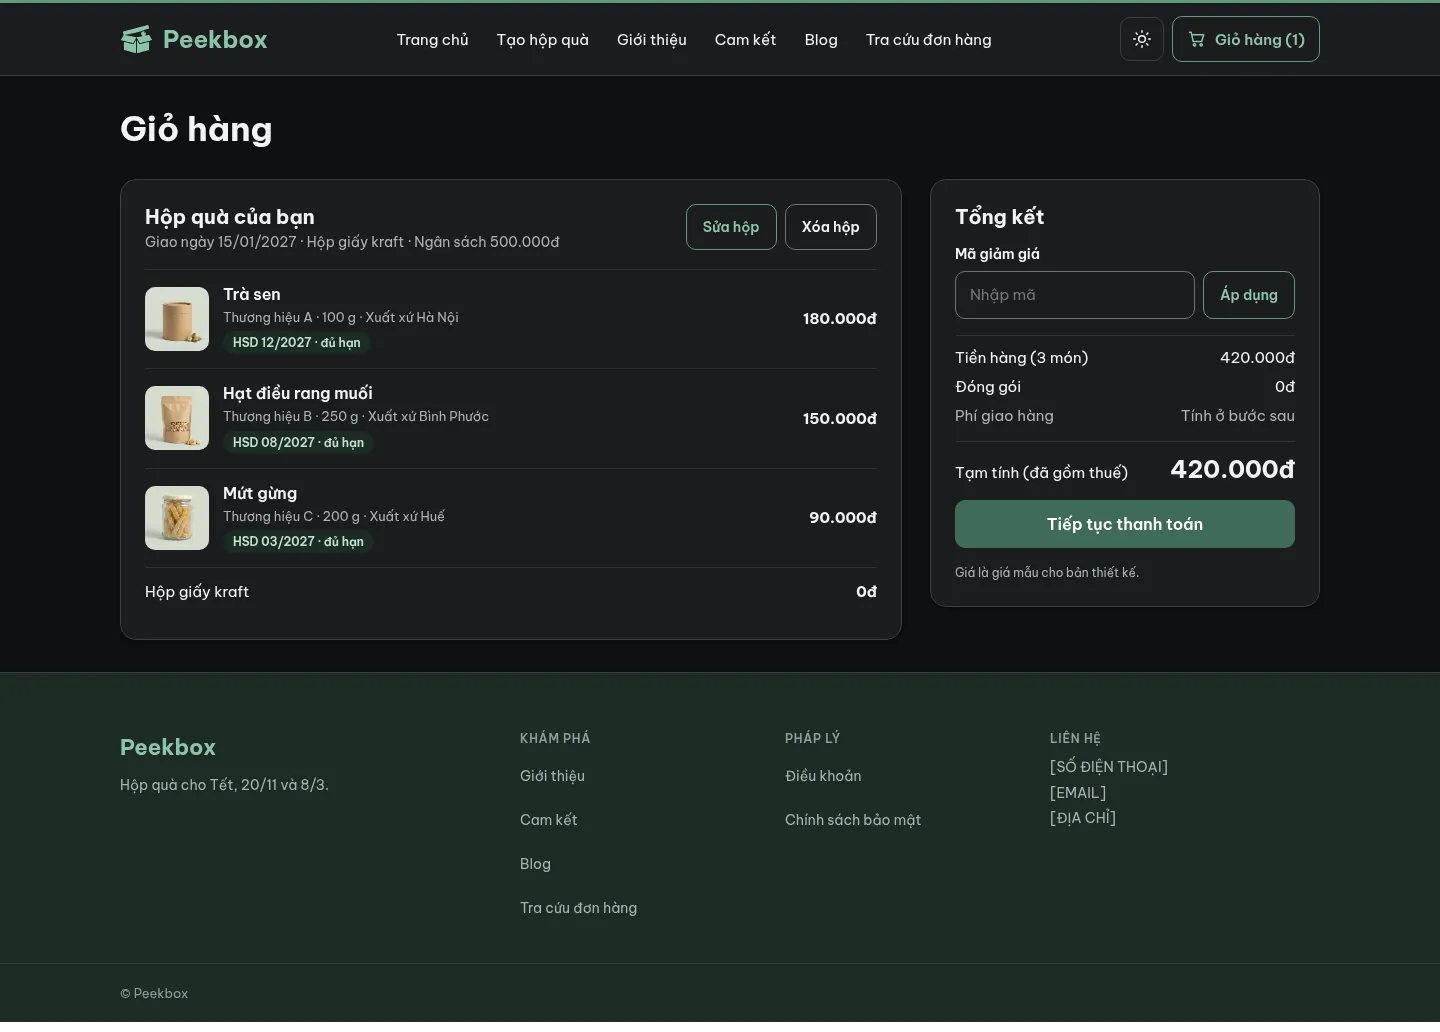 Peekbox
Trang chủ
Tạo hộp quà
Giới thiệu
Cam kết
Blog
Tra cứu đơn hàng
Giỏ hàng (1)
Giỏ hàng
Hộp quà của bạn
Giao ngày 15/01/2027 · Hộp giấy kraft · Ngân sách 500.000đ
Sửa hộp
Xóa hộp
Trà sen
Thương hiệu A · 100 g · Xuất xứ Hà Nội
HSD 12/2027 · đủ hạn
180.000đ
Hạt điều rang muối
Thương hiệu B · 250 g · Xuất xứ Bình Phước
HSD 08/2027 · đủ hạn
150.000đ
Mứt gừng
Thương hiệu C · 200 g · Xuất xứ Huế
HSD 03/2027 · đủ hạn
90.000đ
Hộp giấy kraft
0đ
Tổng kết
Mã giảm giá
Nhập mã
Áp dụng
Tiền hàng (3 món)
420.000đ
Đóng gói
0đ
Phí giao hàng
Tính ở bước sau
Tạm tính (đã gồm thuế)
420.000đ
Tiếp tục thanh toán
Giá là giá mẫu cho bản thiết kế.
Peekbox
Hộp quà cho Tết, 20/11 và 8/3.
KHÁM PHÁ
Giới thiệu
Cam kết
Blog
Tra cứu đơn hàng
PHÁP LÝ
Điều khoản
Chính sách bảo mật
LIÊN HỆ
[SỐ ĐIỆN THOẠI]
[EMAIL]
[ĐỊA CHỈ]
© Peekbox